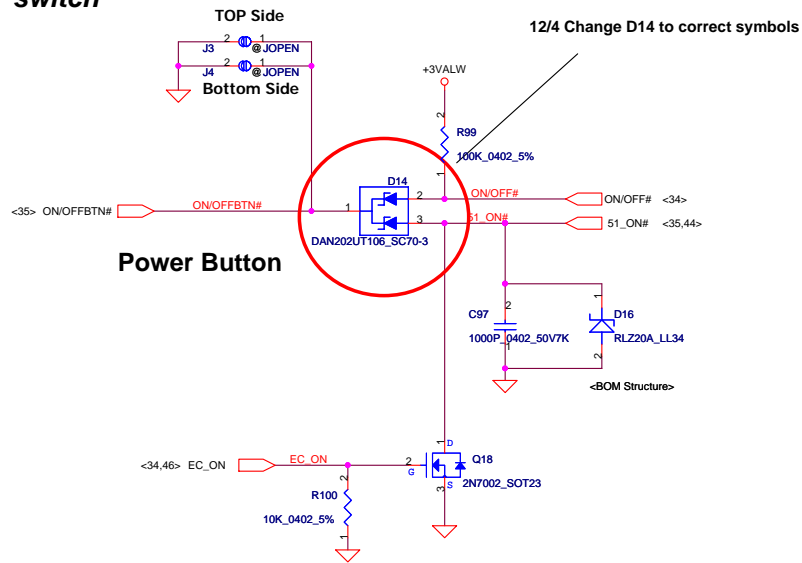 switch
TOP Side
J3 2 1 @JOPEN
J4 2 1 @JOPEN
Bottom Side
12/4 Change D14 to correct symbols
+3VALW
2
R99
100K_0402_5%
1
D14
<35> ON/OFFBTN# ON/OFFBTN# 1 2 ON/OFF# ON/OFF# <34>
3 51_ON# 51_ON# <35,44>
DAN202UT106_SC70-3
Power Button
2
C97
1000P_0402_50V7K
1
1
D16
RLZ20A_LL34
2
<BOM Structure>
<34,46> EC_ON EC_ON 2 G
1 D
Q18
S
2N7002_SOT23
3
2
R100
10K_0402_5%
1